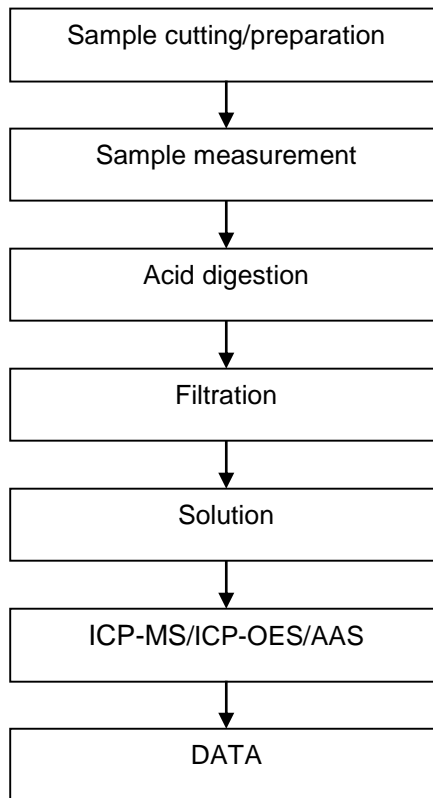 Sample cutting/preparation
Sample measurement
Acid digestion
Filtration
Solution
ICP-MS/ICP-OES/AAS
DATA